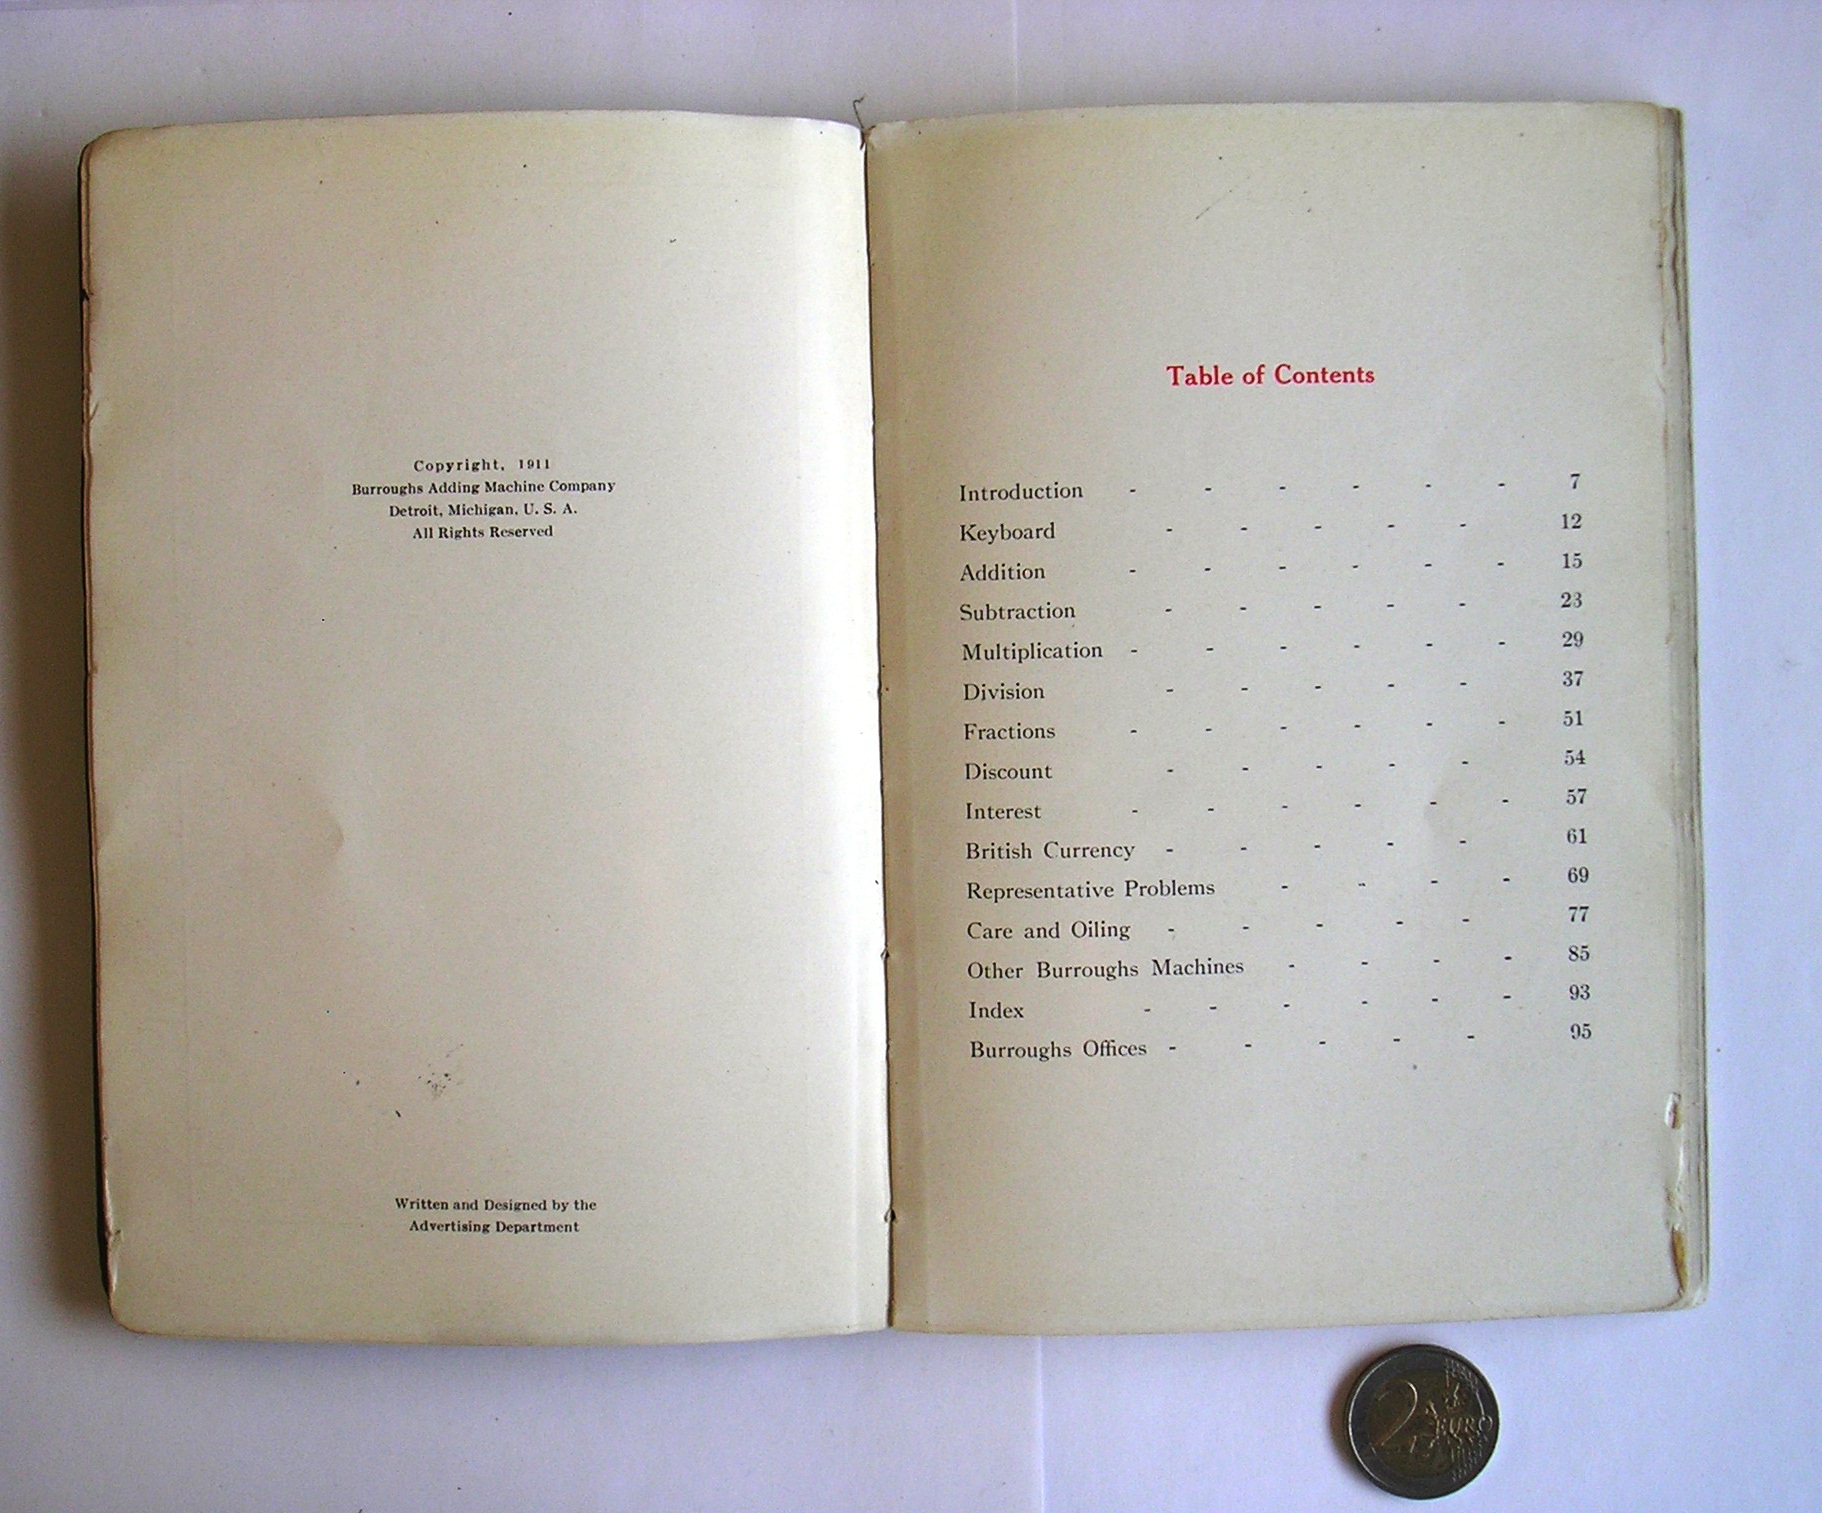 Copyright, 1911
Burroughs Adding Machine Company
Detroit, Michigan, U. S. A.
All Rights Reserved
Written and Designed by the
Advertising Department
Table of Contents
Introduction - - - - - - 7
Keyboard - - - - - 12
Addition - - - - - - 15
Subtraction - - - - - 23
Multiplication - - - - - - 29
Division - - - - - 37
Fractions - - - - - - 51
Discount - - - - - 54
Interest - - - - - - 57
British Currency - - - - - 61
Representative Problems - - - - 69
Care and Oiling - - - - - 77
Other Burroughs Machines - - - - 85
Index - - - - - - 93
Burroughs Offices - - - - - 95
2 EURO